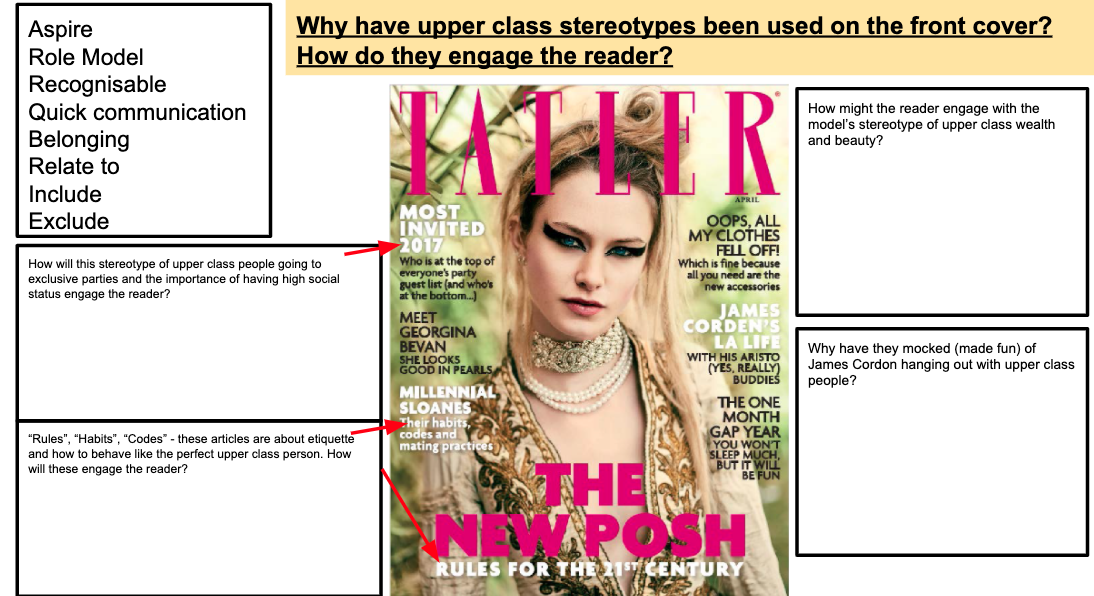 Aspire
Role Model
Recognisable
Quick communication
Belonging
Relate to
Include
Exclude
Why have upper class stereotypes been used on the front cover?
How do they engage the reader?
How will this stereotype of upper class people going to
exclusive parties and the importance of having high social
status engage the reader?
“Rules”, “Habits”, “Codes” - these articles are about etiquette
and how to behave like the perfect upper class person. How
will these engage the reader?
TATLER
APRIL
MOST
INVITED
2017
Who is at the top of
everyone's party
guest list (and who's
at the bottom...)
MEET
GEORGINA
BEVAN
SHE LOOKS
GOOD IN PEARLS
MILLENNIAL
SLOANES
Their habits,
codes and
mating practices
OOPS, ALL
MY CLOTHES
FELL OFF!
Which is fine because
all you need are the
new accessories
JAMES
CORDEN'S
LA LIFE
WITH HIS ARISTO
(YES, REALLY)
BUDDIES
THE ONE
MONTH
GAP YEAR
YOU WON'T
SLEEP MUCH,
BUT IT WILL
BE FUN
THE
NEW POSH
RULES FOR THE 21ST CENTURY
How might the reader engage with the
model’s stereotype of upper class wealth
and beauty?
Why have they mocked (made fun) of
James Cordon hanging out with upper class
people?